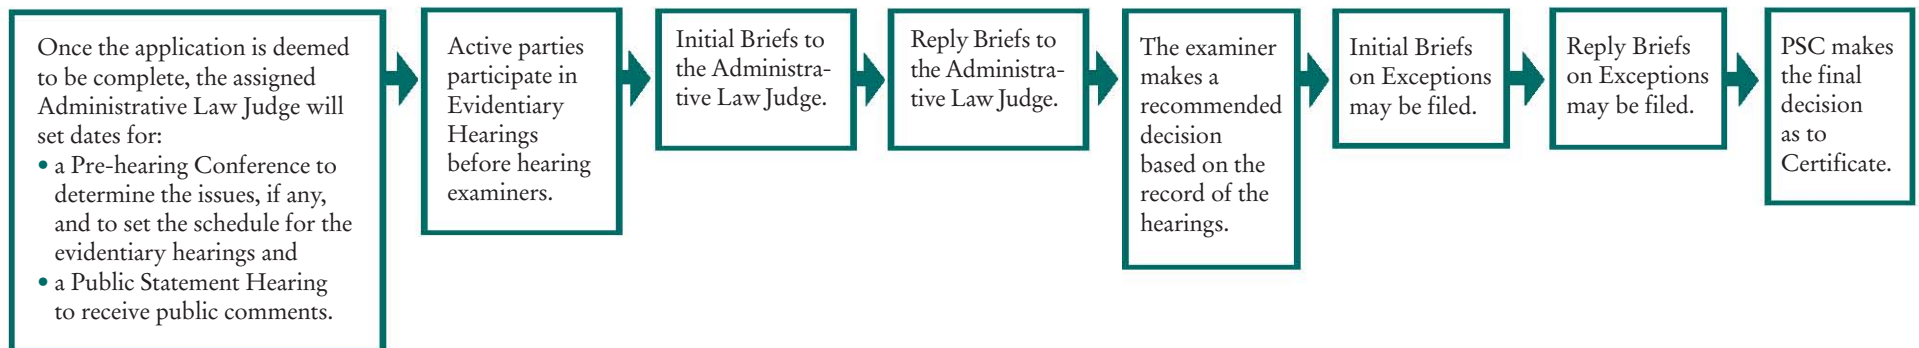 Once the application is deemed
to be complete, the assigned
Administrative Law Judge will
set dates for:
• a Pre-hearing Conference to
determine the issues, if any,
and to set the schedule for the
evidentiary hearings and
• a Public Statement Hearing
to receive public comments.
Active parties
participate in
Evidentiary
Hearings
before hearing
examiners.
Initial Briefs to
the Administra-
tive Law Judge.
Reply Briefs to
the Administra-
tive Law Judge.
The examiner
makes a
recommended
decision
based on the
record of the
hearings.
Initial Briefs
on Exceptions
may be filed.
Reply Briefs
on Exceptions
may be filed.
PSC makes
the final
decision
as to
Certificate.